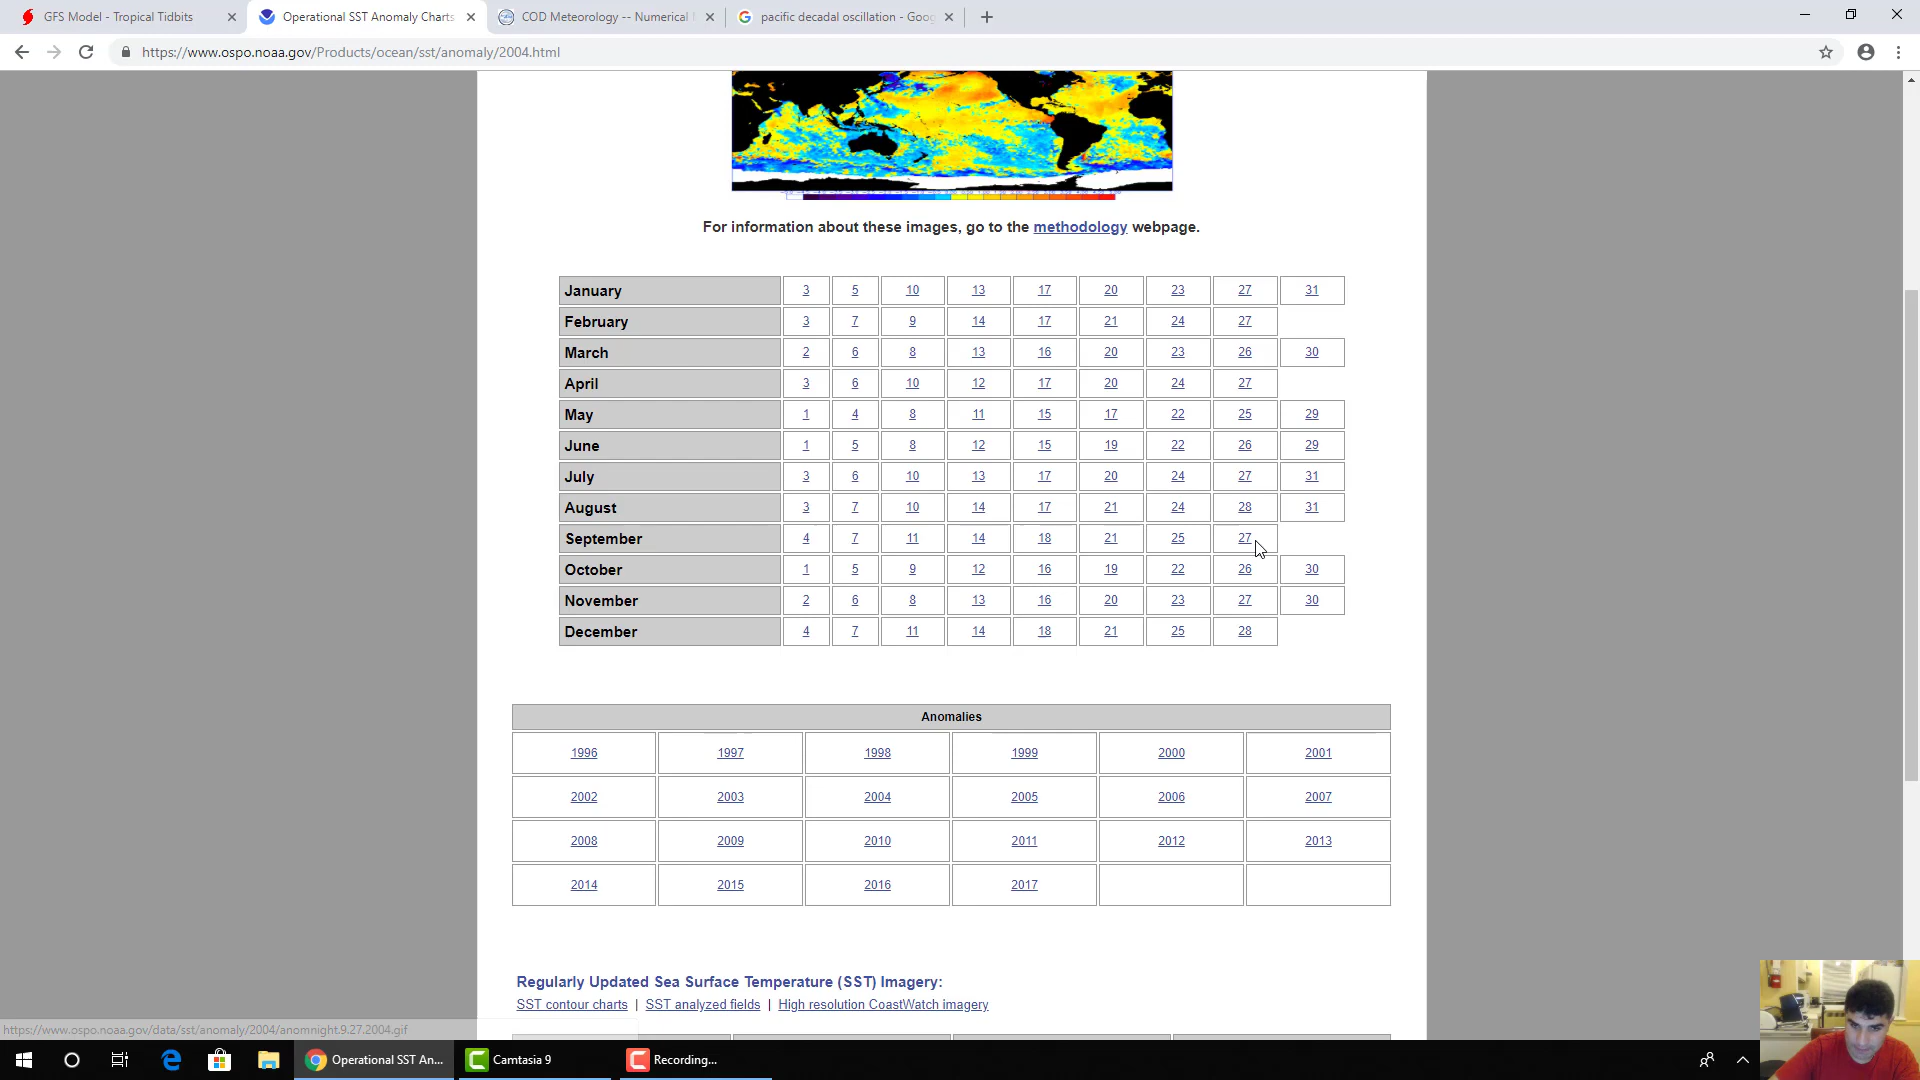 GFS Model - Tropical Tidbits
Operational SST Anomaly Charts
COD Meteorology -- Numerical
pacific decadal oscillation - Goog
https://www.ospo.noaa.gov/Products/ocean/sst/anomaly/2004.html
For information about these images, go to the methodology webpage.
January 3 5 10 13 17 20 23 27 31
February 3 7 9 14 17 21 24 27
March 2 6 8 13 16 20 23 26 30
April 3 6 10 12 17 20 24 27
May 1 4 8 11 15 17 22 25 29
June 1 5 8 12 15 19 22 26 29
July 3 6 10 13 17 20 24 27 31
August 3 7 10 14 17 21 24 28 31
September 4 7 11 14 18 21 25 27
October 1 5 9 12 16 19 22 26 30
November 2 6 8 13 16 20 23 27 30
December 4 7 11 14 18 21 25 28
Anomalies
1996 1997 1998 1999 2000 2001
2002 2003 2004 2005 2006 2007
2008 2009 2010 2011 2012 2013
2014 2015 2016 2017
Regularly Updated Sea Surface Temperature (SST) Imagery:
SST contour charts | SST analyzed fields | High resolution CoastWatch imagery
https://www.ospo.noaa.gov/data/sst/anomaly/2004/anomnight.9.27.2004.gif
Operational SST An...
Camtasia 9
Recording...